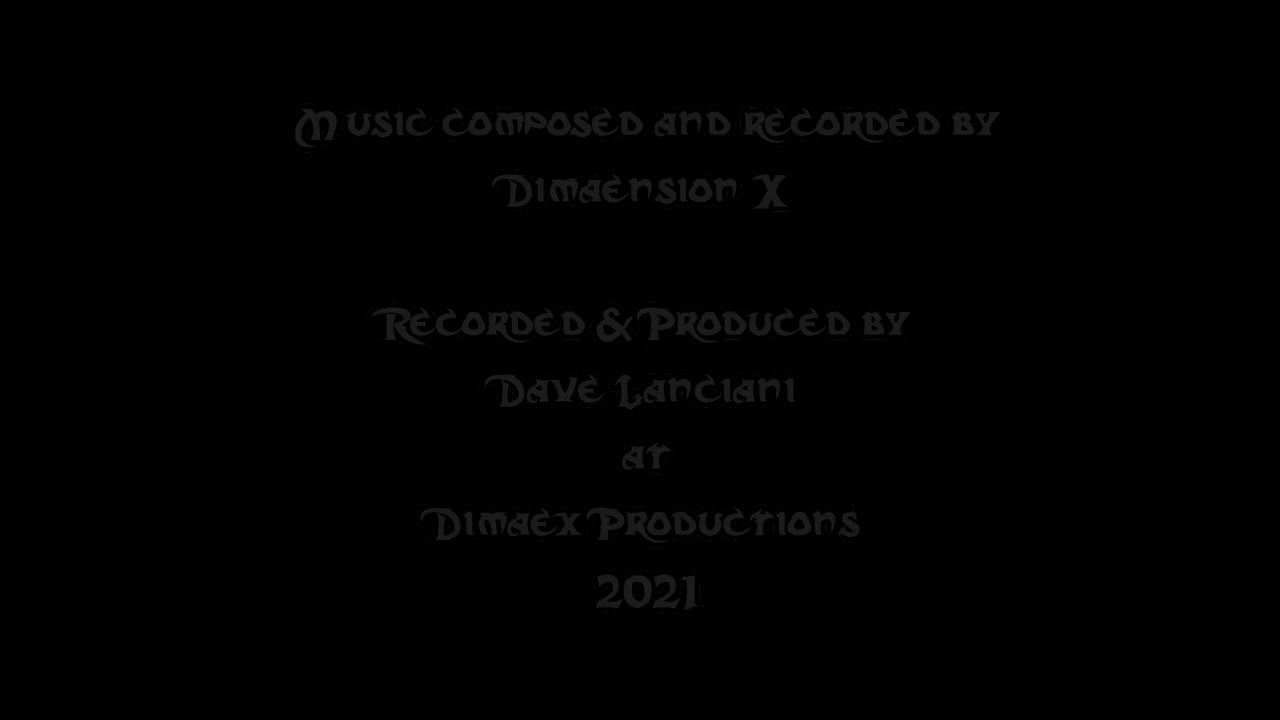 Music composed and recorded by
Dimaension X
Recorded & Produced by
Dave Lanciani
at
Dimaex Productions
2021